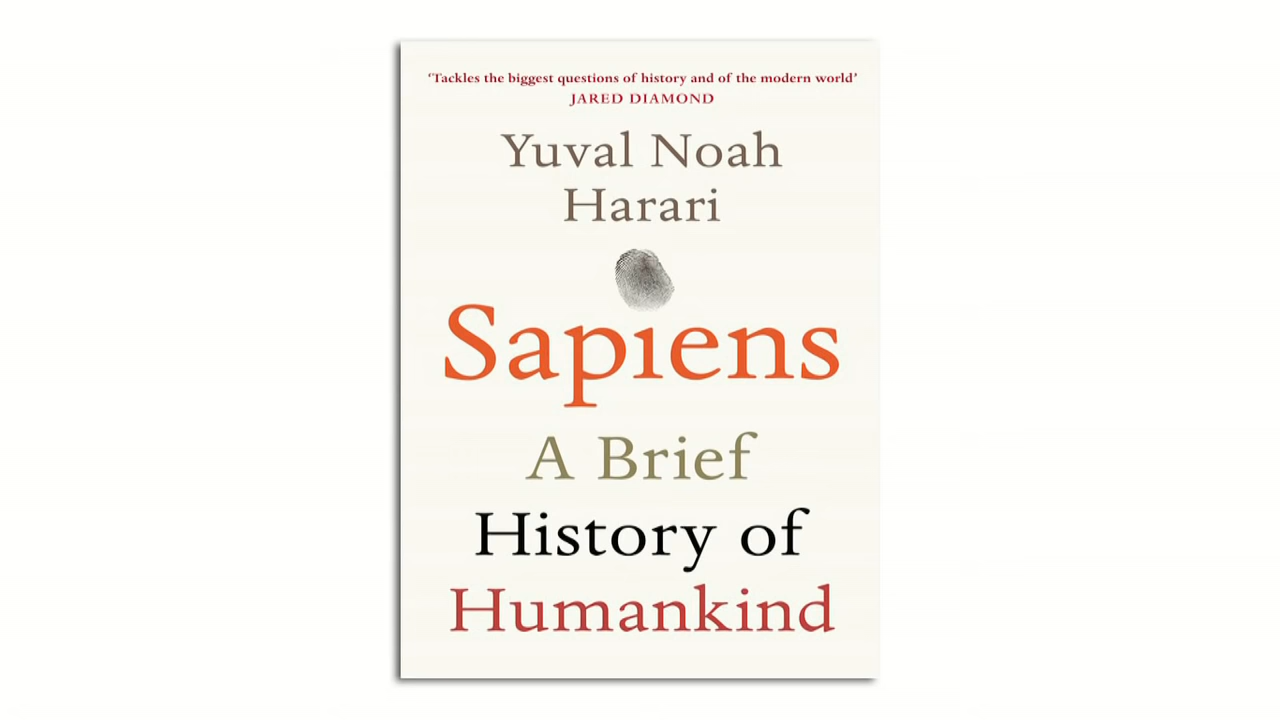 ‘Tackles the biggest questions of history and of the modern world’
JARED DIAMOND
Yuval Noah
Harari
Sapiens
A Brief
History of
Humankind